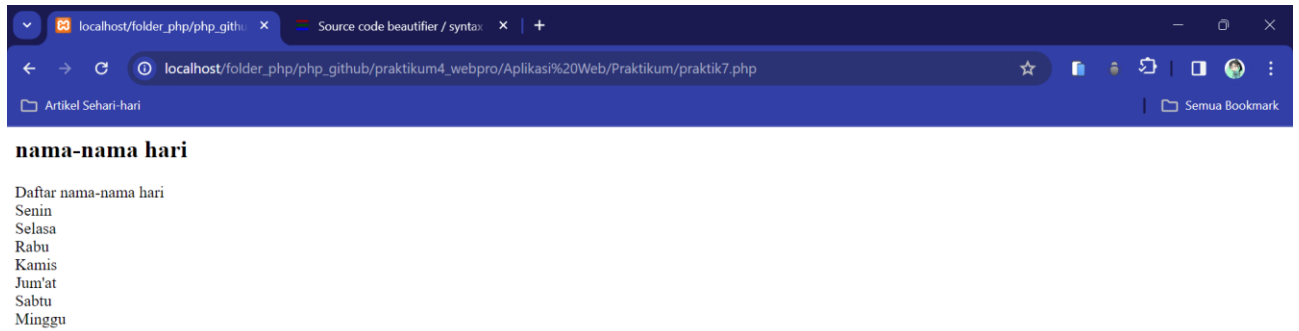 localhost/folder_php/php_githu
Source code beautifier / syntax
localhost/folder_php/php_github/praktikum4_webpro/Aplikasi%20Web/Praktikum/praktik7.php
Artikel Sehari-hari
Semua Bookmark
nama-nama hari
Daftar nama-nama hari
Senin
Selasa
Rabu
Kamis
Jum'at
Sabtu
Minggu